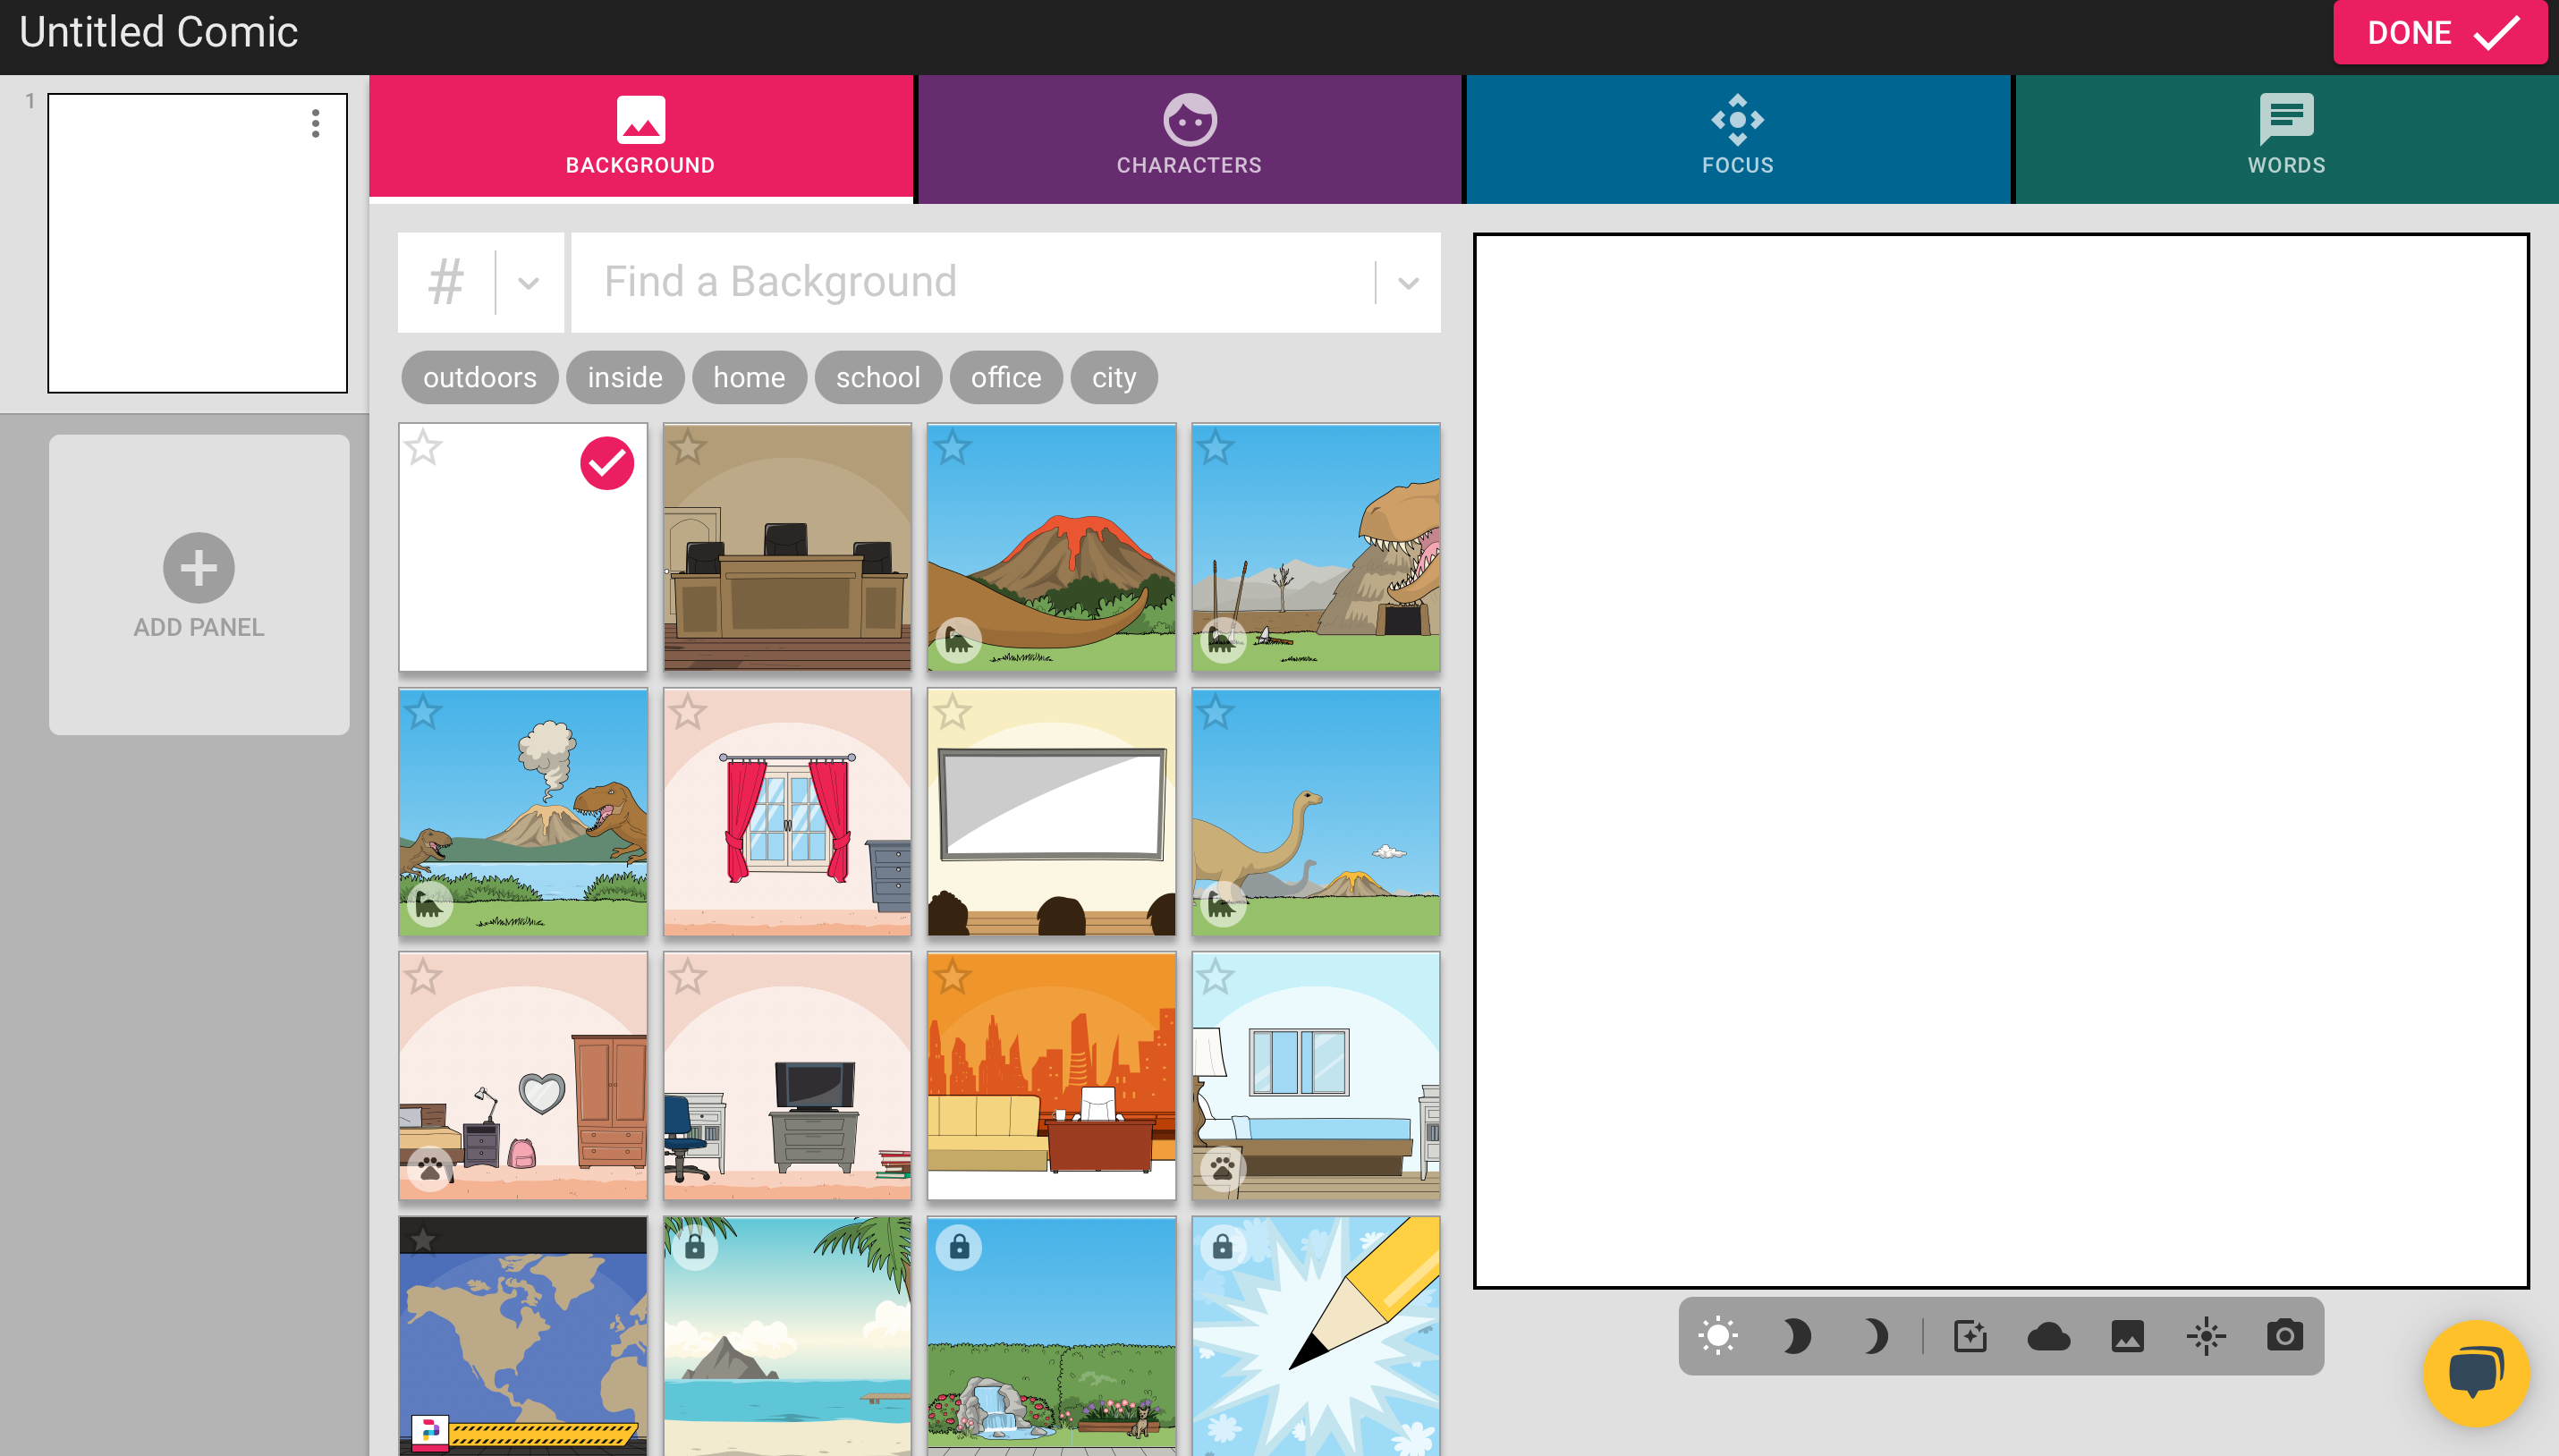 Untitled Comic
DONE
1
BACKGROUND
CHARACTERS
FOCUS
WORDS
#
Find a Background
outdoors
inside
home
school
office
city
ADD PANEL